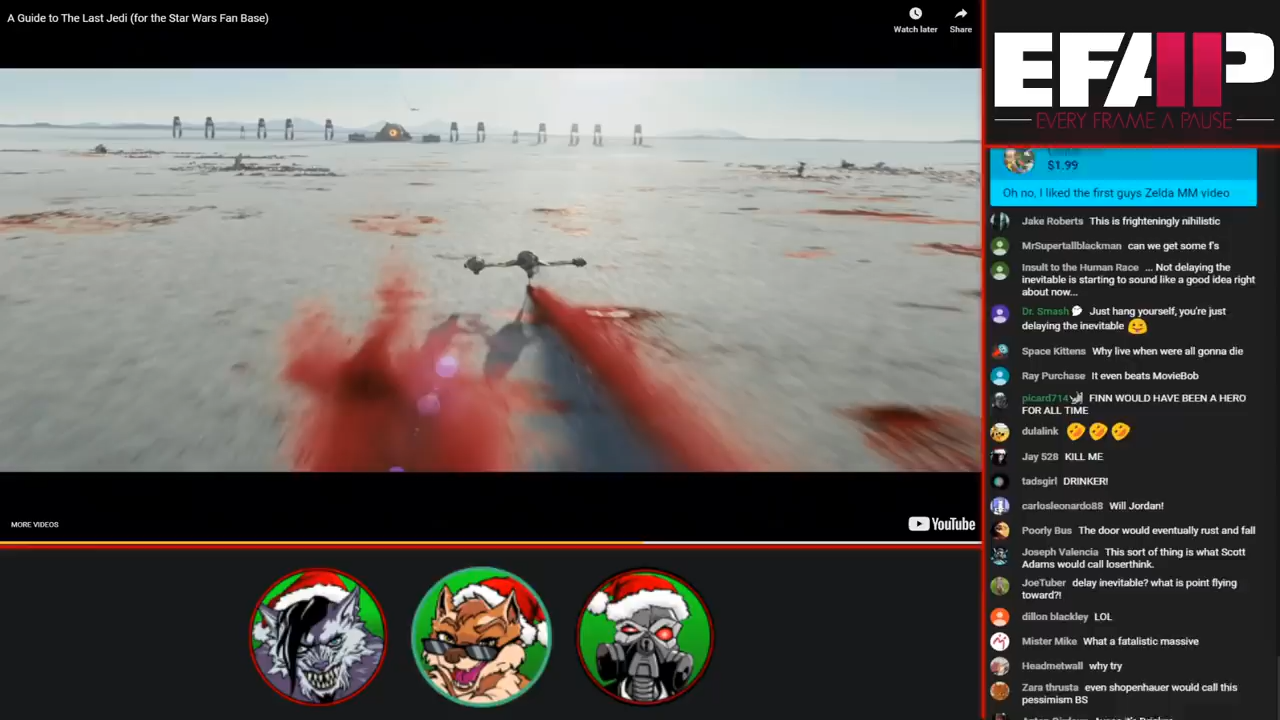 A Guide to The Last Jedi (for the Star Wars Fan Base)
Watch later
Share
MORE VIDEOS
YouTube
EFAP
EVERY FRAME A PAUSE
$1.99
Oh no, I liked the first guys Zelda MM video
Jake Roberts This is frighteningly nihilistic
MrSupertallblackman can we get some f's
Insult to the Human Race ... Not delaying the
inevitable is starting to sound like a good idea right
about now...
Dr. Smash Just hang yourself, you're just
delaying the inevitable
Space Kittens Why live when were all gonna die
Ray Purchase It even beats MovieBob
picard714 FINN WOULD HAVE BEEN A HERO
FOR ALL TIME
dulalink
Jay 528 KILL ME
tadsgirl DRINKER!
carlosleonardo88 Will Jordan!
Poorly Bus The door would eventually rust and fall
Joseph Valencia This sort of thing is what Scott
Adams would call loserthink.
JoeTuber delay inevitable? what is point flying
toward?!
dillon blackley LOL
Mister Mike What a fatalistic massive
Headmetwall why try
Zara thrusta even shopenhauer would call this
pessimism BS